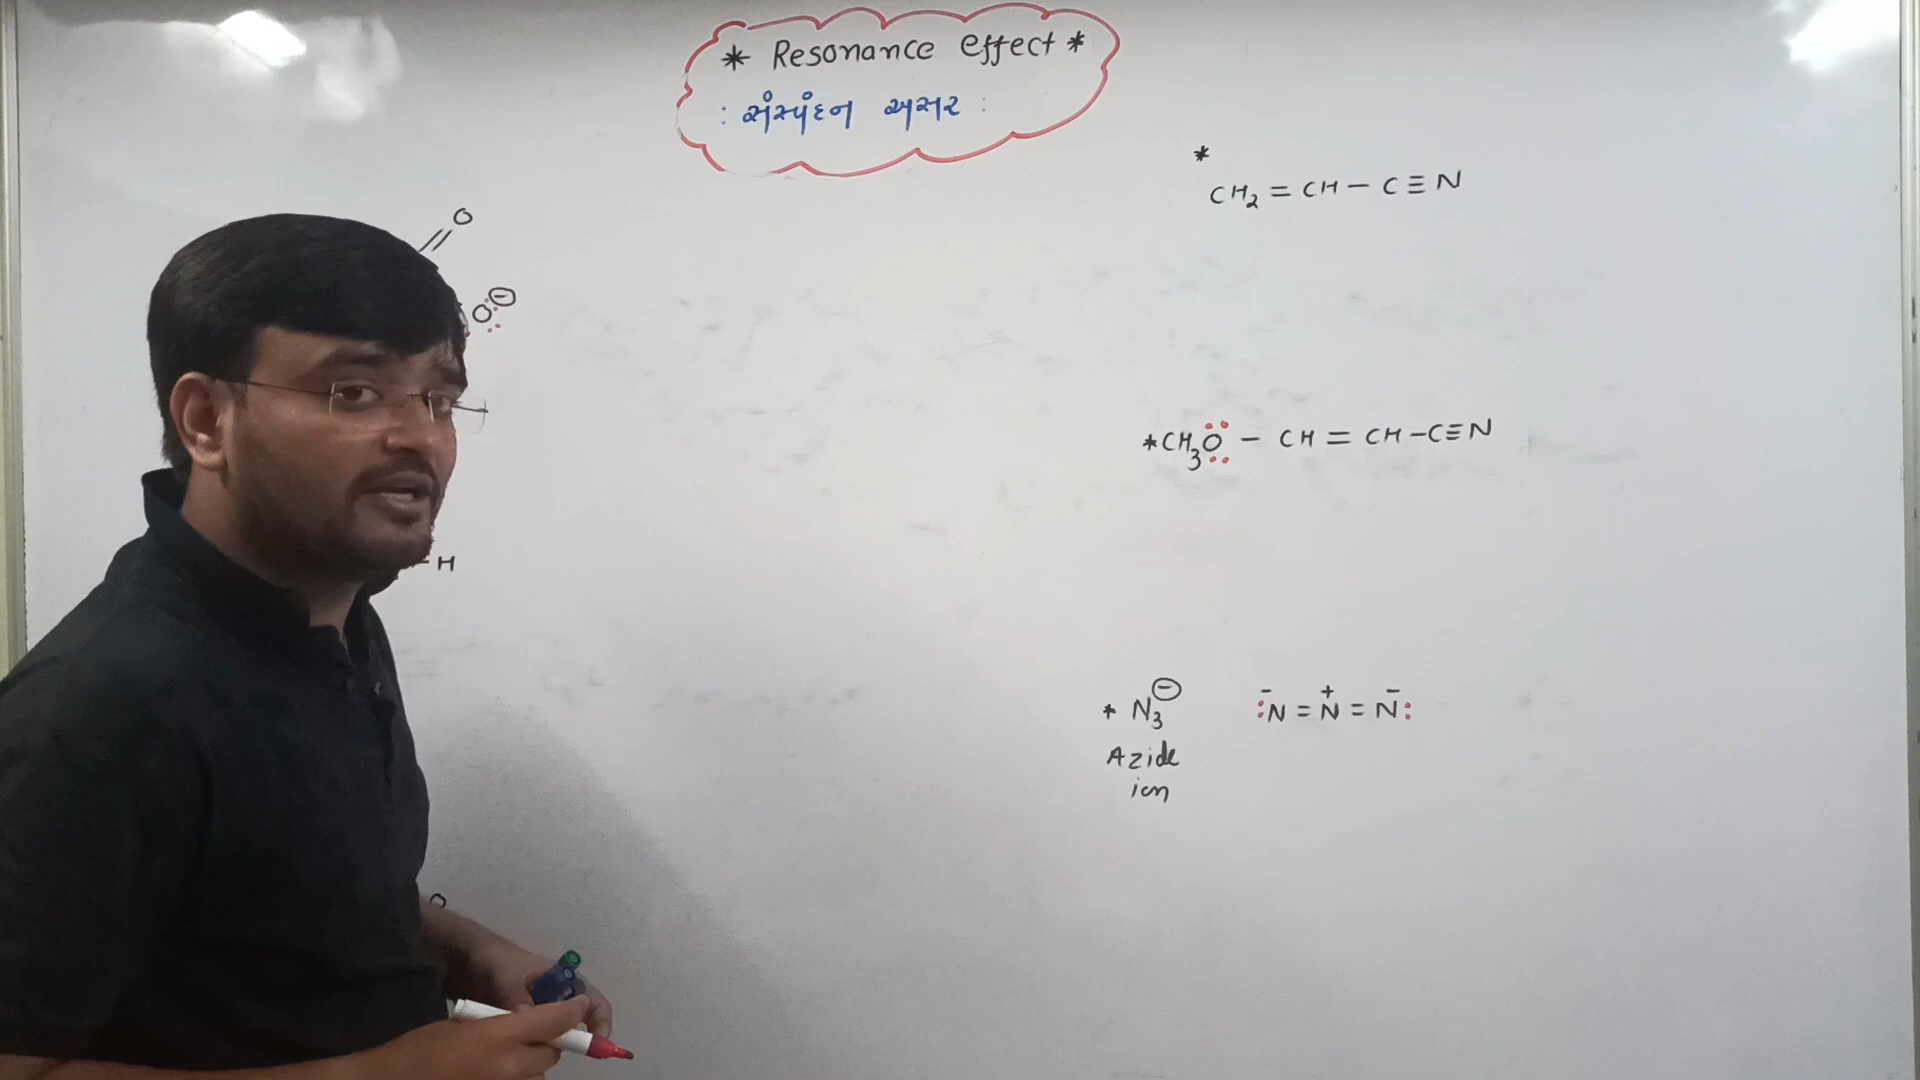 * Resonance effect *
: સંસ્પંદન અસર :
*
CH₂ = CH – C ≡ N
O
O⊖
* CH₃O – CH = CH – C≡N
– H
* N₃⊖ :N̄ = N⁺ = N̄:
Azide
ion
O